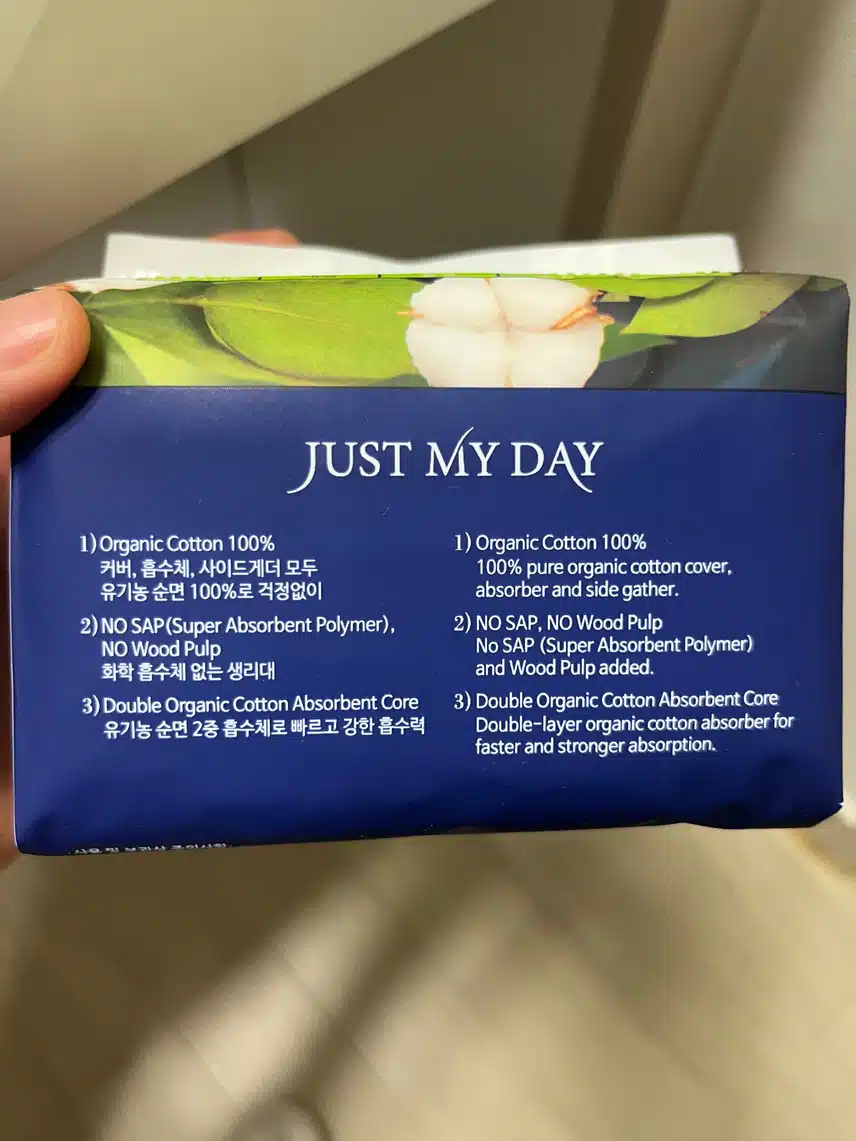 JUST MY DAY
1) Organic Cotton 100%
커버, 흡수체, 사이드게더 모두
유기농 순면 100%로 걱정없이
2) NO SAP(Super Absorbent Polymer),
NO Wood Pulp
화학 흡수체 없는 생리대
3) Double Organic Cotton Absorbent Core
유기농 순면 2중 흡수체로 빠르고 강한 흡수력
1) Organic Cotton 100%
100% pure organic cotton cover,
absorber and side gather.
2) NO SAP, NO Wood Pulp
No SAP (Super Absorbent Polymer)
and Wood Pulp added.
3) Double Organic Cotton Absorbent Core
Double-layer organic cotton absorber for
faster and stronger absorption.